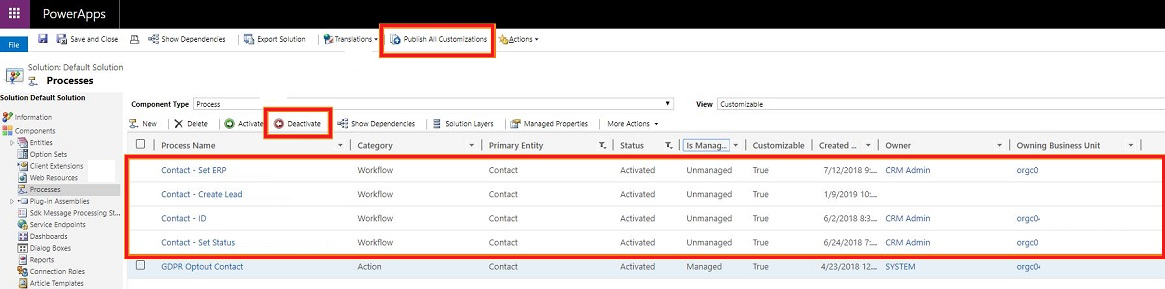 PowerApps
File Save and Close Show Dependencies Export Solution Translations Publish All Customizations Actions
Solution: Default Solution
Processes
Solution Default Solution
Information
Components
Entities
Option Sets
Client Extensions
Web Resources
Processes
Plug-in Assemblies
Sdk Message Processing St...
Service Endpoints
Dashboards
Dialog Boxes
Reports
Connection Roles
Article Templates
Component Type Process View Customizable
New Delete Activate Deactivate Show Dependencies Solution Layers Managed Properties More Actions
Process Name Category Primary Entity Status Is Manag... Customizable Created ... Owner Owning Business Unit
Contact - Set ERP Workflow Contact Activated Unmanaged True 7/12/2018 9:... CRM Admin orgc0
Contact - Create Lead Workflow Contact Activated Unmanaged True 1/9/2019 10:...
Contact - ID Workflow Contact Activated Unmanaged True 6/2/2018 8:3... CRM Admin orgc04
Contact - Set Status Workflow Contact Activated Unmanaged True 6/24/2018 7:... CRM Admin orgc0
GDPR Optout Contact Action Contact Activated Managed True 4/23/2018 12... SYSTEM orgc04